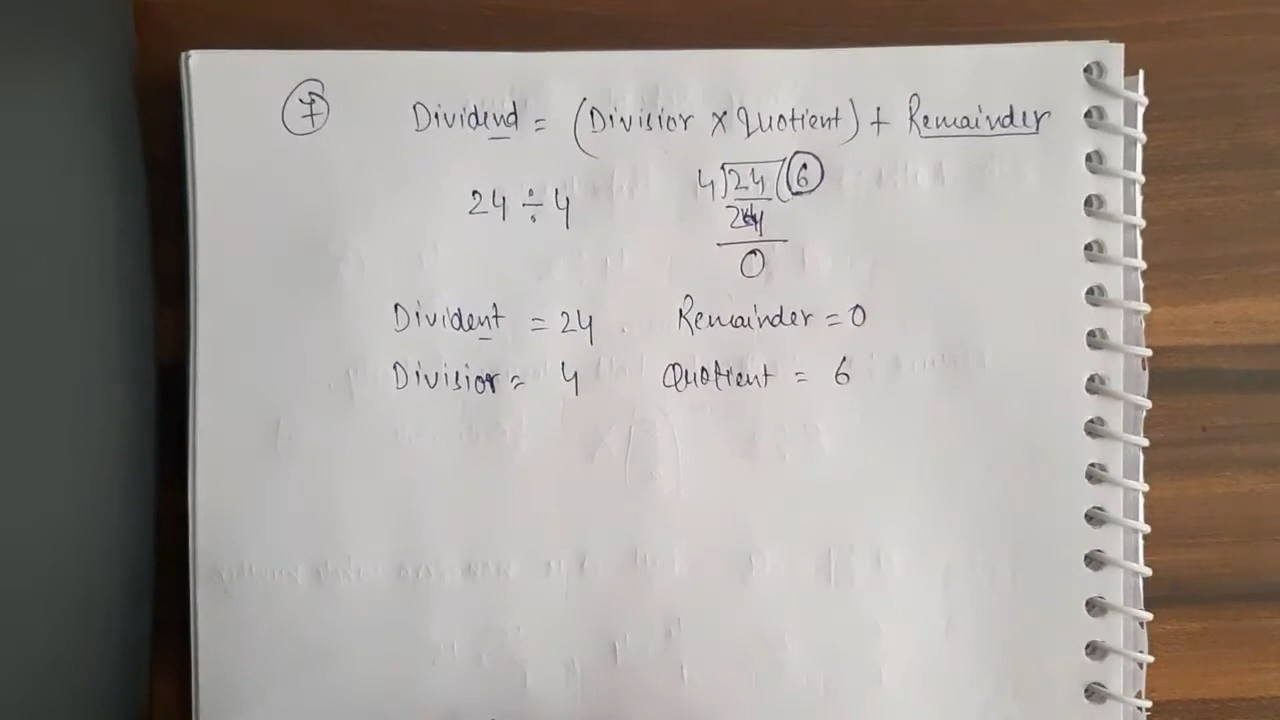 7 Dividend = (Divisior × Quotient) + Remainder
24 ÷ 4
4)24(6
24
0
Divident = 24. Remainder = 0
Divisior = 4 Quotient = 6